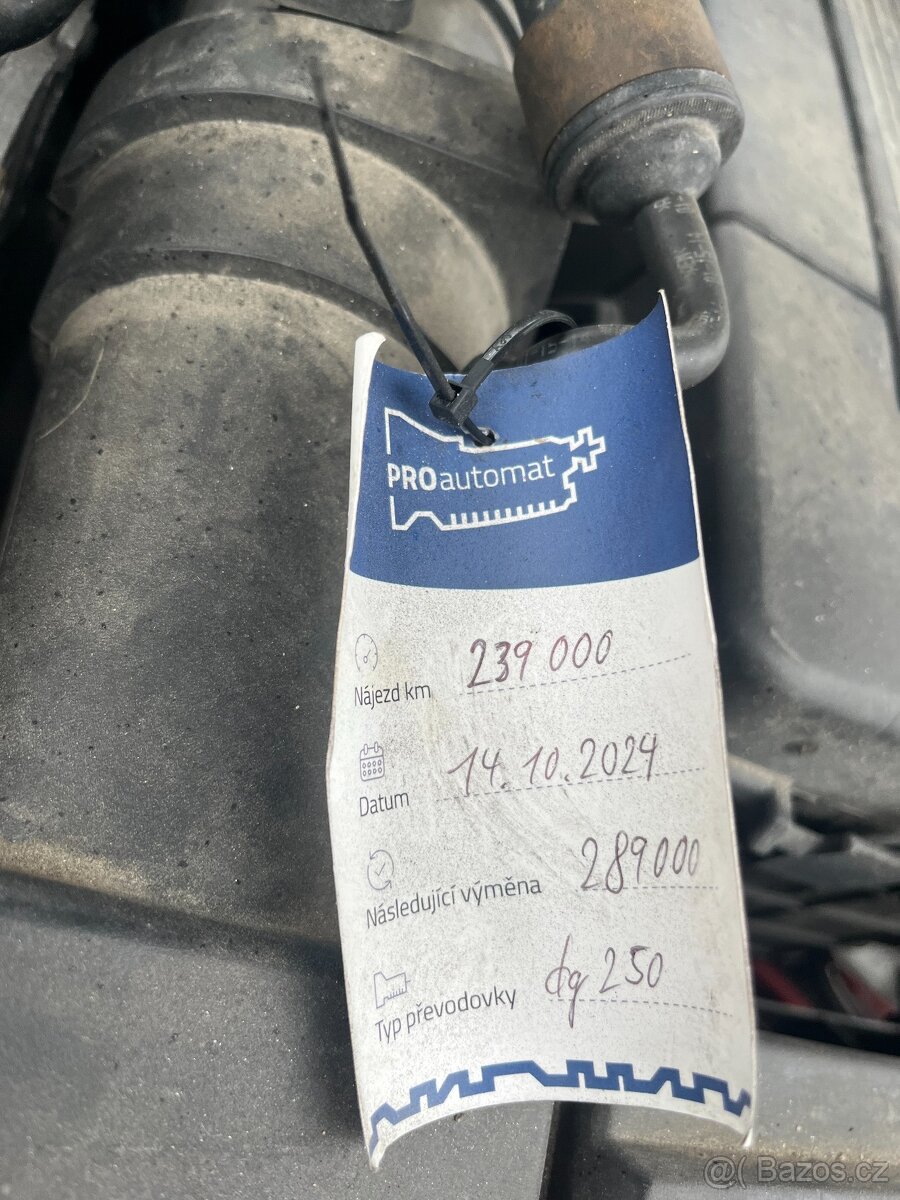 PROautomat
Nájezd km 239 000
Datum 14.10.2024
Následující výměna 289000
Typ převodovky dq 250
@( Bazos.cz